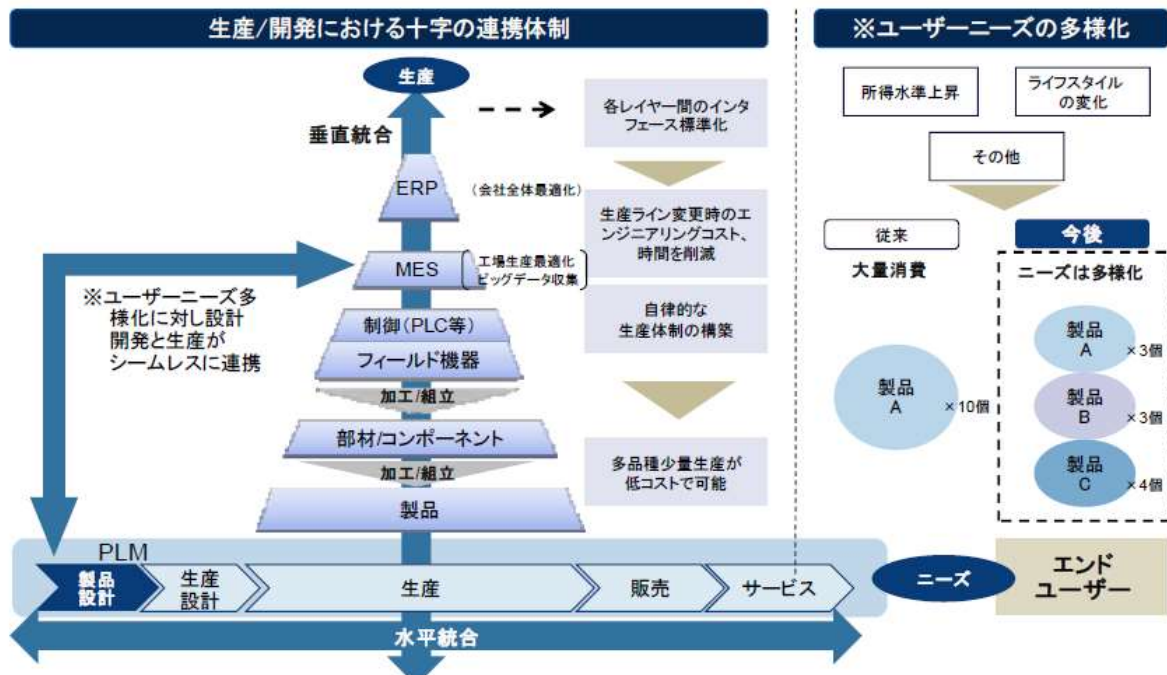 生産/開発における十字の連携体制
生産
垂直統合
ERP
(会社全体最適化)
MES
工場生産最適化
ビッグデータ収集
制御(PLC等)
フィールド機器
加工/組立
部材/コンポーネント
加工/組立
製品
※ユーザーニーズ多
様化に対し設計
開発と生産が
シームレスに連携
各レイヤー間のインタ
フェース標準化
生産ライン変更時のエ
ンジニアリングコスト、
時間を削減
自律的な
生産体制の構築
多品種少量生産が
低コストで可能
PLM
製品
設計
生産
設計
生産
販売
サービス
水平統合
※ユーザーニーズの多様化
所得水準上昇
ライフスタイル
の変化
その他
従来
大量消費
製品
A
×10個
今後
ニーズは多様化
製品
A
×3個
製品
B
×3個
製品
C
×4個
ニーズ
エンド
ユーザー